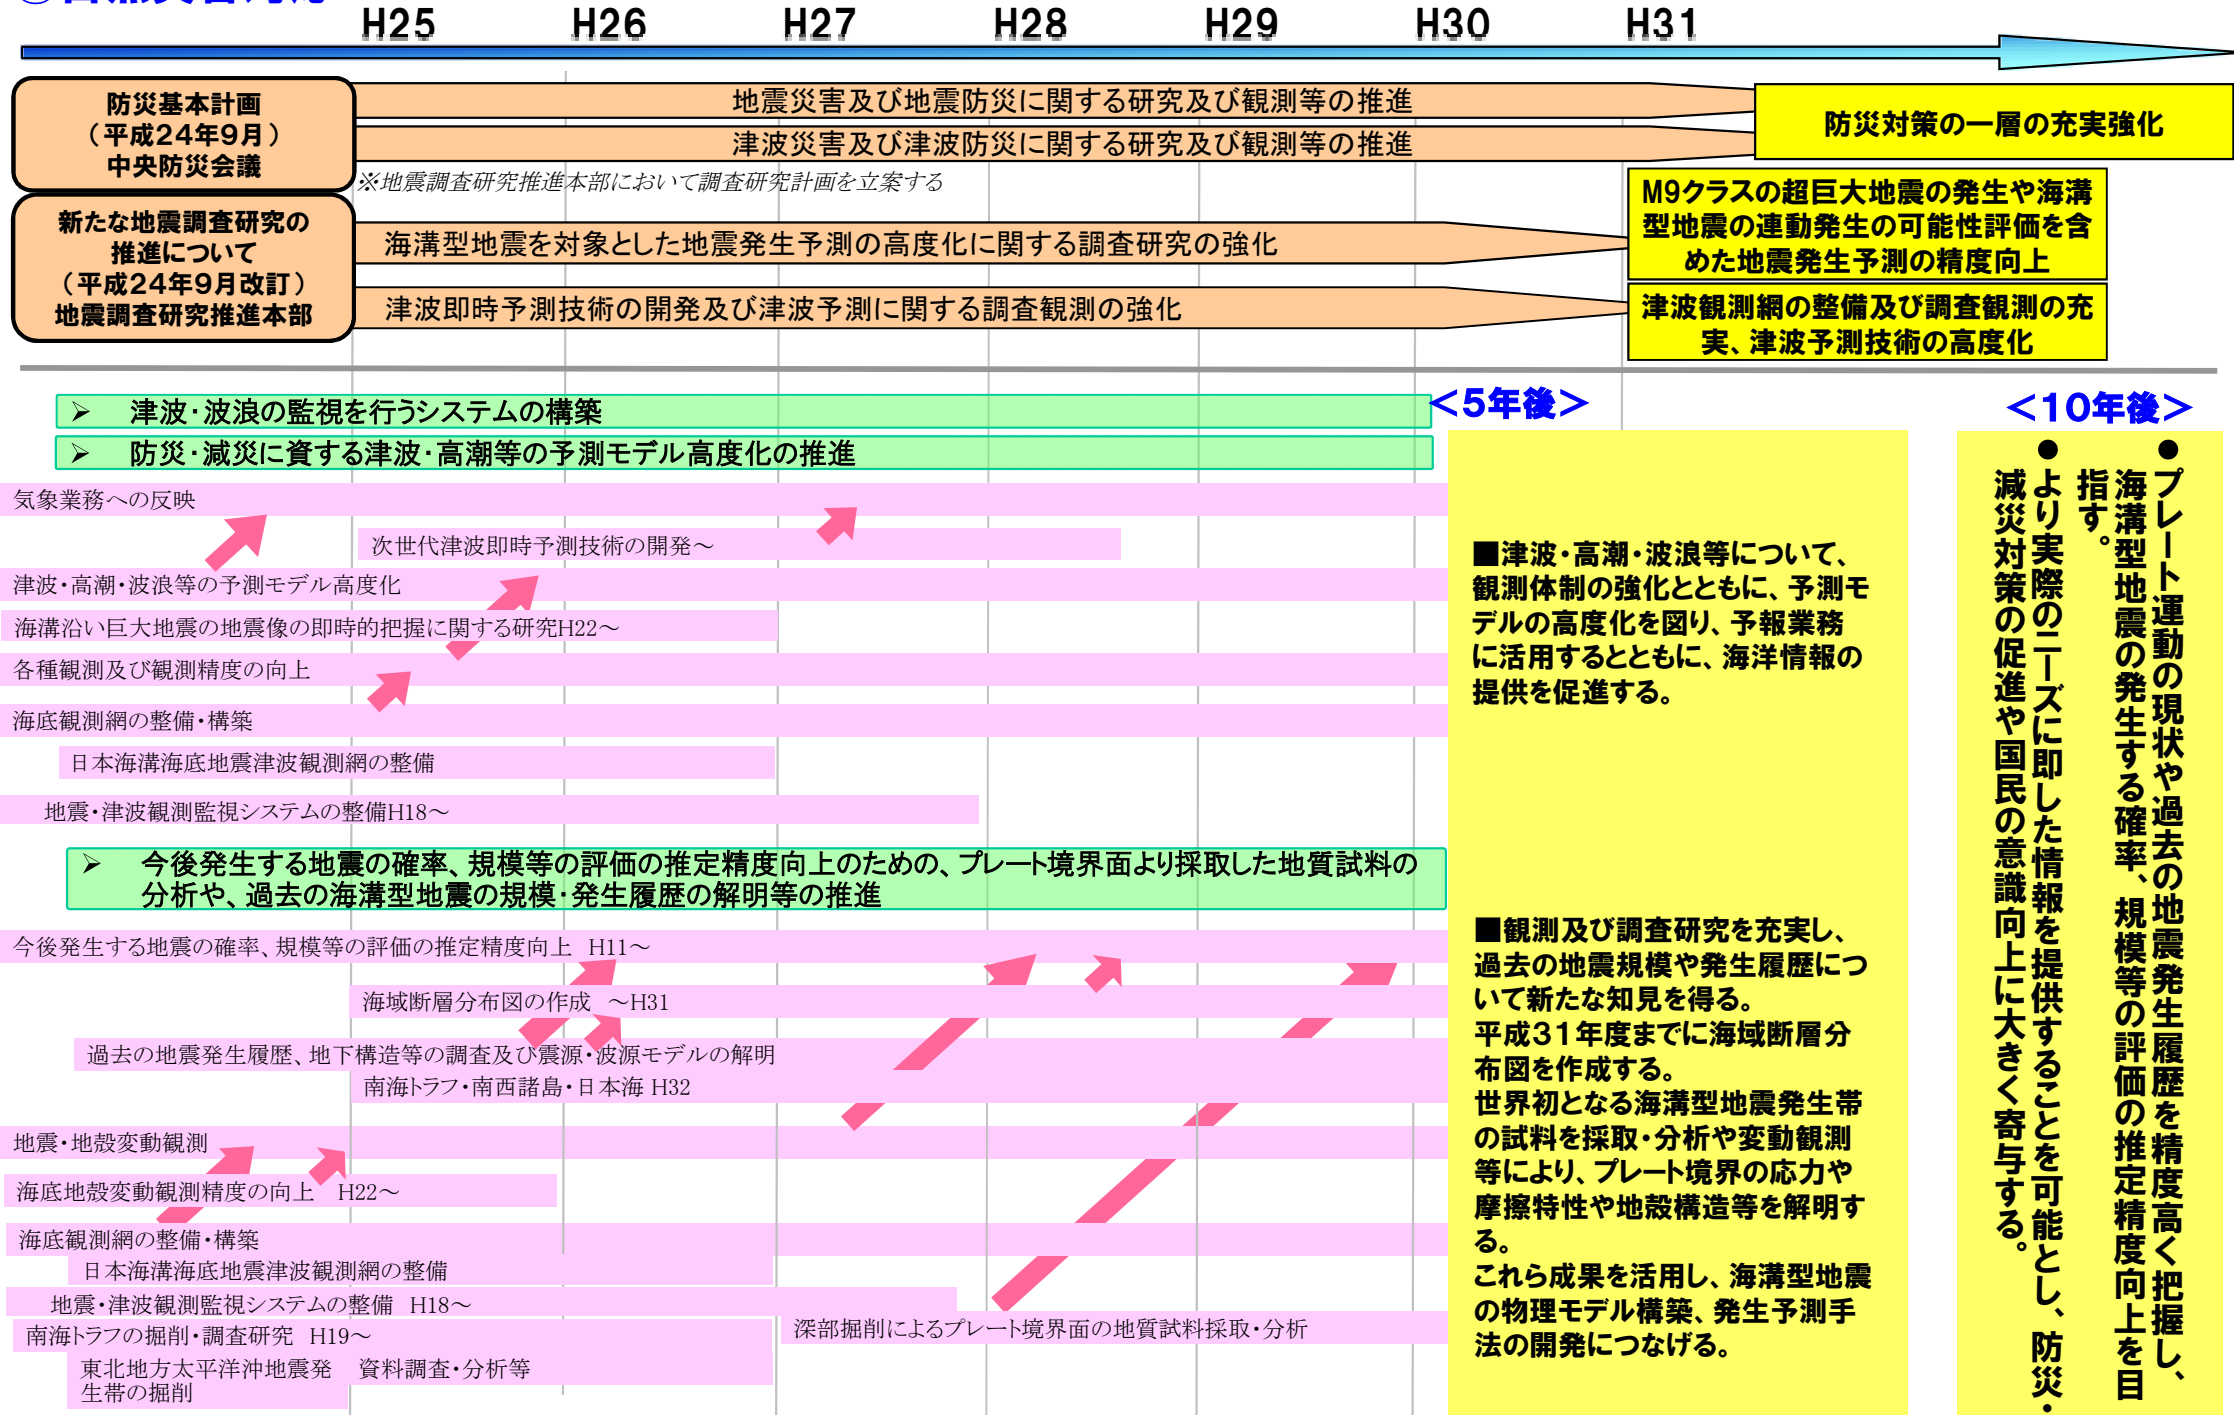 H25 H26 H27 H28 H29 H30 H31
防災基本計画
（平成24年9月）
中央防災会議
地震災害及び地震防災に関する研究及び観測等の推進
津波災害及び津波防災に関する研究及び観測等の推進
防災対策の一層の充実強化
※地震調査研究推進本部において調査研究計画を立案する
新たな地震調査研究の
推進について
（平成24年9月改訂）
地震調査研究推進本部
海溝型地震を対象とした地震発生予測の高度化に関する調査研究の強化
津波即時予測技術の開発及び津波予測に関する調査観測の強化
M9クラスの超巨大地震の発生や海溝
型地震の連動発生の可能性評価を含
めた地震発生予測の精度向上
津波観測網の整備及び調査観測の充
実、津波予測技術の高度化
➢ 津波・波浪の監視を行うシステムの構築
➢ 防災・減災に資する津波・高潮等の予測モデル高度化の推進
気象業務への反映
次世代津波即時予測技術の開発～
津波・高潮・波浪等の予測モデル高度化
海溝沿い巨大地震の地震像の即時的把握に関する研究H22～
各種観測及び観測精度の向上
海底観測網の整備・構築
日本海溝海底地震津波観測網の整備
地震・津波観測監視システムの整備H18～
➢ 今後発生する地震の確率、規模等の評価の推定精度向上のための、プレート境界面より採取した地質試料の
分析や、過去の海溝型地震の規模・発生履歴の解明等の推進
今後発生する地震の確率、規模等の評価の推定精度向上 H11～
海域断層分布図の作成 ～H31
過去の地震発生履歴、地下構造等の調査及び震源・波源モデルの解明
南海トラフ・南西諸島・日本海 H32
地震・地殻変動観測
海底地殻変動観測精度の向上 H22～
海底観測網の整備・構築
日本海溝海底地震津波観測網の整備
地震・津波観測監視システムの整備 H18～
南海トラフの掘削・調査研究 H19～
深部掘削によるプレート境界面の地質試料採取・分析
東北地方太平洋沖地震発
生帯の掘削
資料調査・分析等
＜5年後＞
■津波・高潮・波浪等について、
観測体制の強化とともに、予測モ
デルの高度化を図り、予報業務
に活用するとともに、海洋情報の
提供を促進する。
■観測及び調査研究を充実し、
過去の地震規模や発生履歴につ
いて新たな知見を得る。
平成31年度までに海域断層分
布図を作成する。
世界初となる海溝型地震発生帯
の試料を採取・分析や変動観測
等により、プレート境界の応力や
摩擦特性や地殻構造等を解明す
る。
これら成果を活用し、海溝型地震
の物理モデル構築、発生予測手
法の開発につなげる。
＜10年後＞
●プレート運動の現状や過去の地震発生履歴を精度高く把握し、
海溝型地震の発生する確率、規模等の評価の推定精度向上を目
指す。
●より実際のニーズに即した情報を提供することを可能とし、防災・
減災対策の促進や国民の意識向上に大きく寄与する。